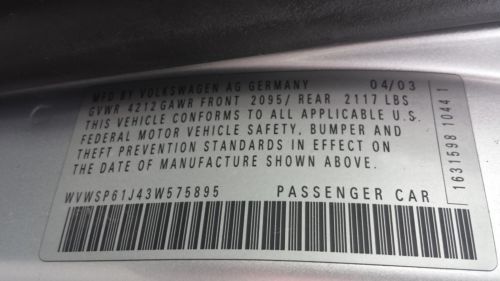 MFD BY VOLKSWAGEN AG GERMANY 04/03
GVWR 4212 GAWR FRONT 2095/ REAR 2117 LBS
THIS VEHICLE CONFORMS TO ALL APPLICABLE U.S.
FEDERAL MOTOR VEHICLE SAFETY, BUMPER AND
THEFT PREVENTION STANDARDS IN EFFECT ON
THE DATE OF MANUFACTURE SHOWN ABOVE.
WVWSP61J43W575895 PASSENGER CAR
1631598 1044 1